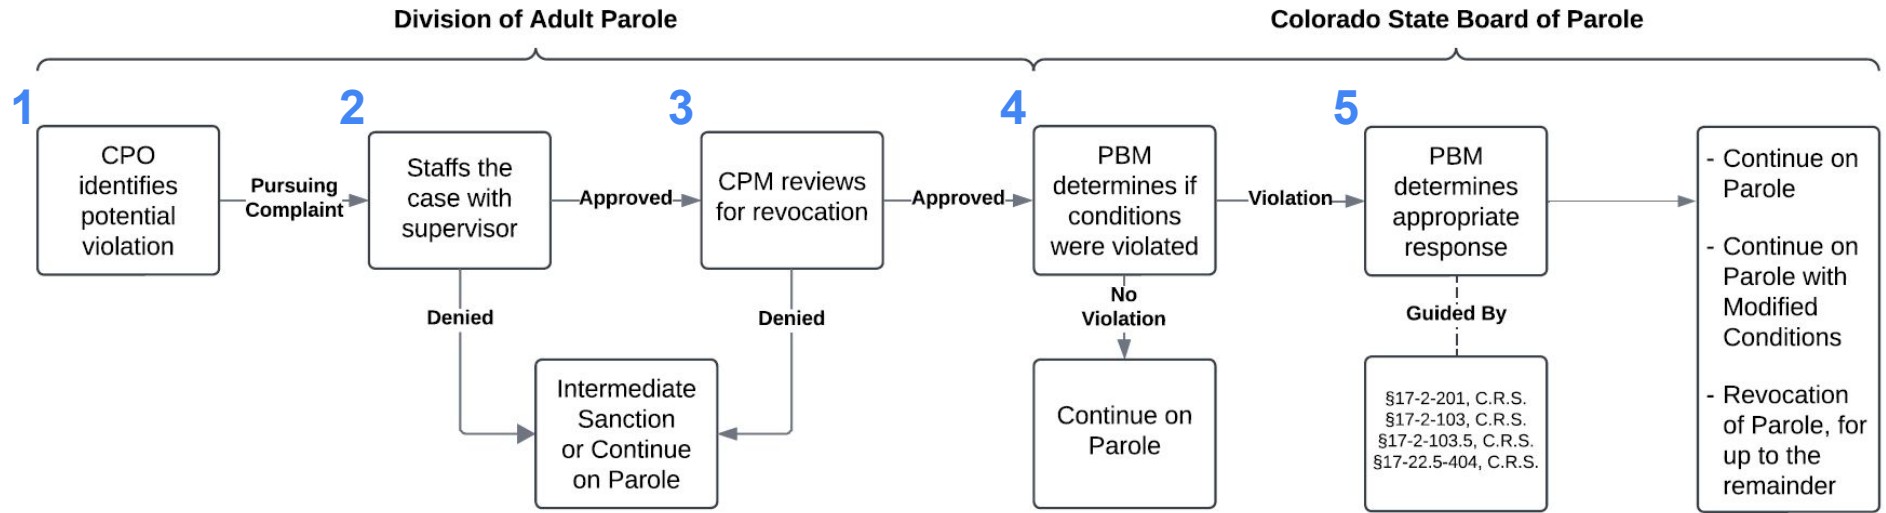 Division of Adult Parole
Colorado State Board of Parole
1
CPO
identifies
potential
violation
Pursuing
Complaint
2
Staffs the
case with
supervisor
Approved
3
CPM reviews
for revocation
Approved
4
PBM
determines if
conditions
were violated
Violation
5
PBM
determines
appropriate
response
- Continue on
Parole
- Continue on
Parole with
Modified
Conditions
- Revocation
of Parole, for
up to the
remainder
Denied
Denied
Intermediate
Sanction
or Continue
on Parole
No
Violation
Continue on
Parole
Guided By
§17-2-201, C.R.S.
§17-2-103, C.R.S.
§17-2-103.5, C.R.S.
§17-22.5-404, C.R.S.